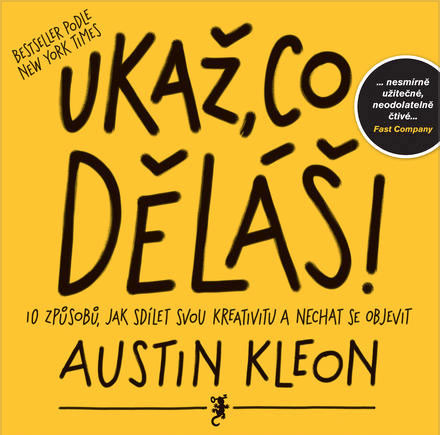 BESTSELLER PODLE
NEW YORK TIMES
UKAŽ, CO
DĚLÁŠ!
... nesmírně
užitečné,
neodolatelně
čtivé...
Fast Company
10 ZPŮSOBŮ, JAK SDÍLET SVOU KREATIVITU A NECHAT SE OBJEVIT
AUSTIN KLEON